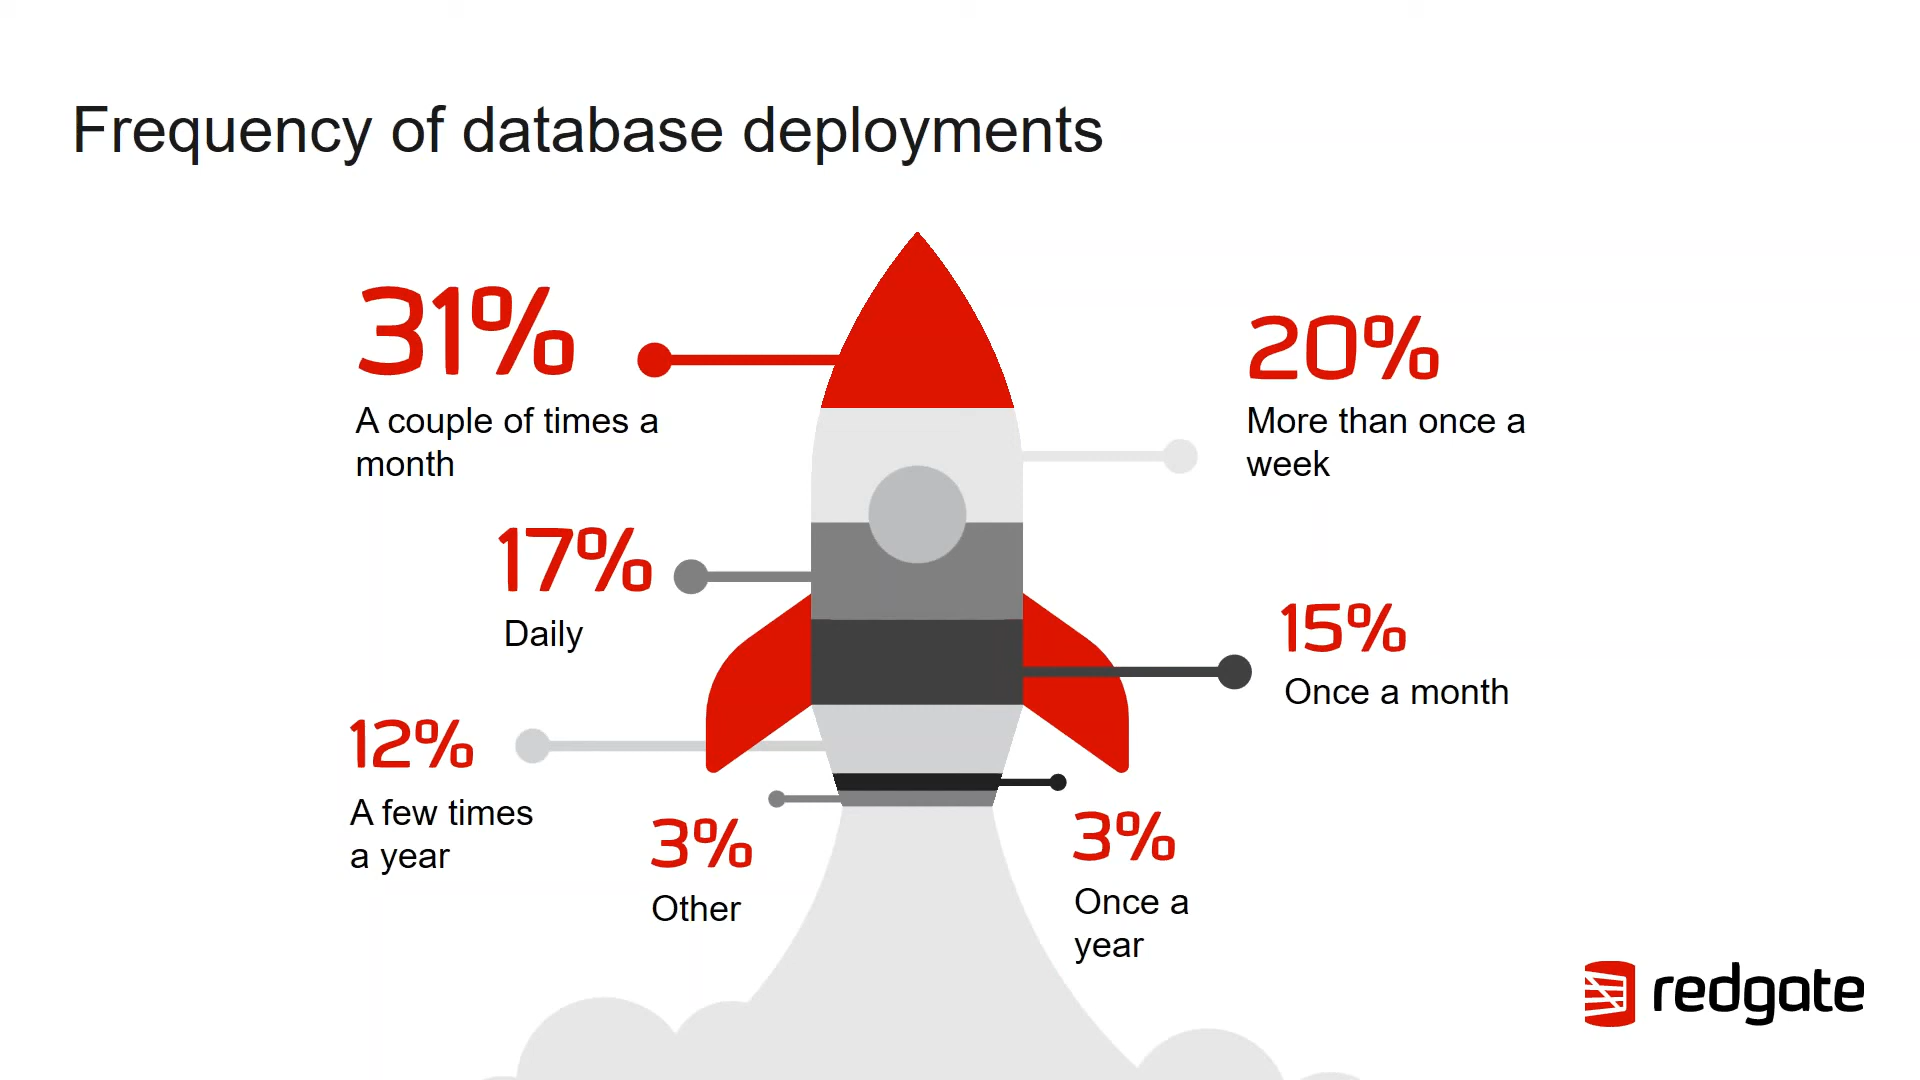 Frequency of database deployments
31%
A couple of times a
month
20%
More than once a
week
17%
Daily
15%
Once a month
12%
A few times
a year
3%
Other
3%
Once a
year
redgate